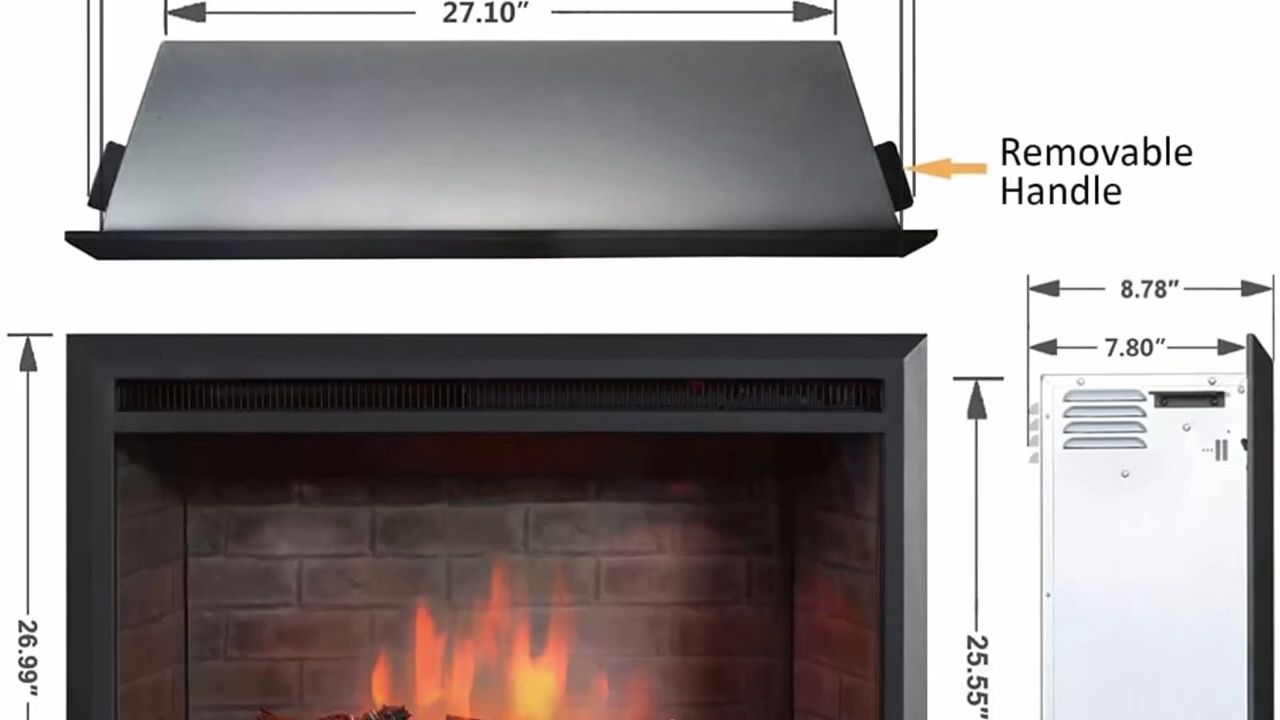 27.10"
Removable
Handle
8.78"
7.80"
26.99"
25.55"